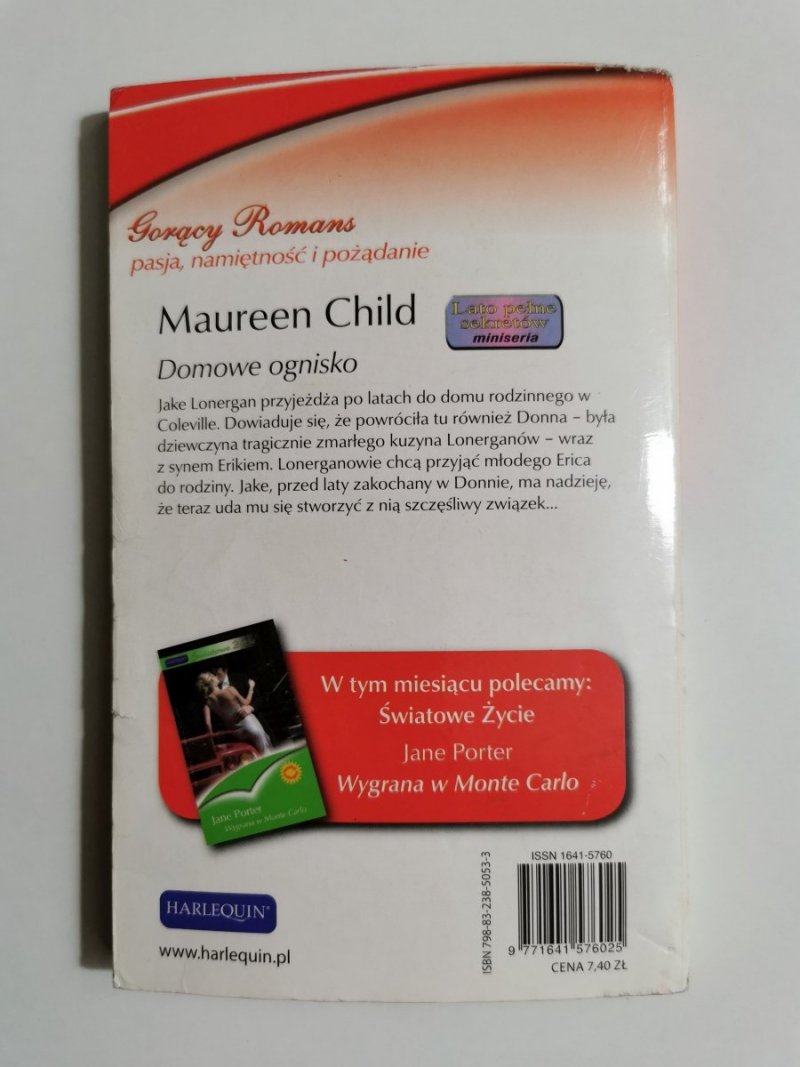 Gorący Romans
pasja, namiętność i pożądanie
Maureen Child
Lato pełne
sekretów
miniseria
Domowe ognisko
Jake Lonergan przyjeżdża po latach do domu rodzinnego w
Coleville. Dowiaduje się, że powróciła tu również Donna – była
dziewczyna tragicznie zmarłego kuzyna Lonerganów – wraz
z synem Erikiem. Lonerganowie chcą przyjąć młodego Erica
do rodziny. Jake, przed laty zakochany w Donnie, ma nadzieję,
że teraz uda mu się stworzyć z nią szczęśliwy związek...
W tym miesiącu polecamy:
Światowe Życie
Jane Porter
Wygrana w Monte Carlo
Jane Porter
Wygrana w Monte Carlo
HARLEQUIN®
www.harlequin.pl
ISBN 798-83-238-5053-3
ISSN 1641-5760
9 771641 576025
CENA 7,40 ZŁ